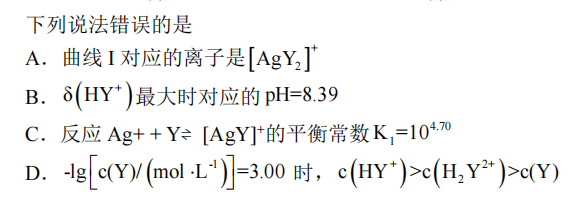 下列说法错误的是
A．曲线 I 对应的离子是[AgY₂]⁺
B．δ(HY⁺)最大时对应的 pH=8.39
C．反应 Ag+ + Y⇌ [AgY]⁺的平衡常数 K₁=10⁴·⁷⁰
D．-lg[c(Y)/(mol·L⁻¹)]=3.00 时，c(HY⁺)>c(H₂Y²⁺)>c(Y)